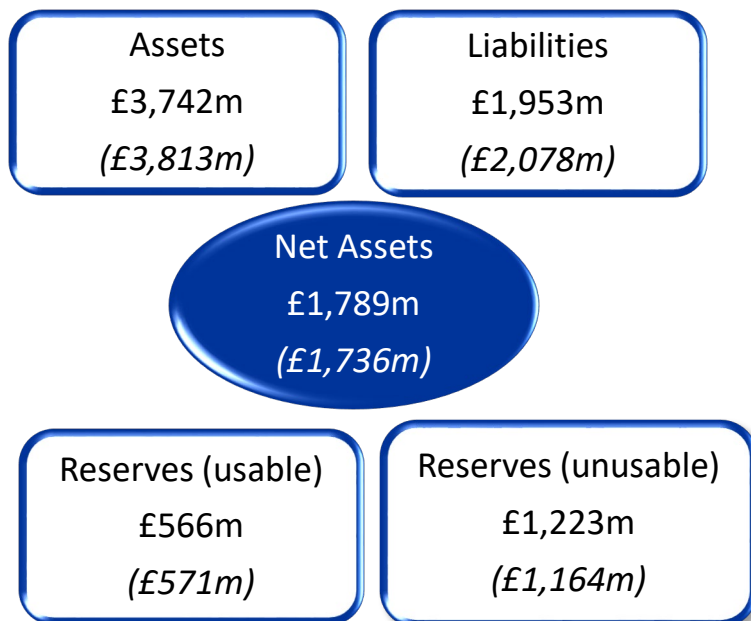 Assets
£3,742m
(£3,813m)
Liabilities
£1,953m
(£2,078m)
Net Assets
£1,789m
(£1,736m)
Reserves (usable)
£566m
(£571m)
Reserves (unusable)
£1,223m
(£1,164m)